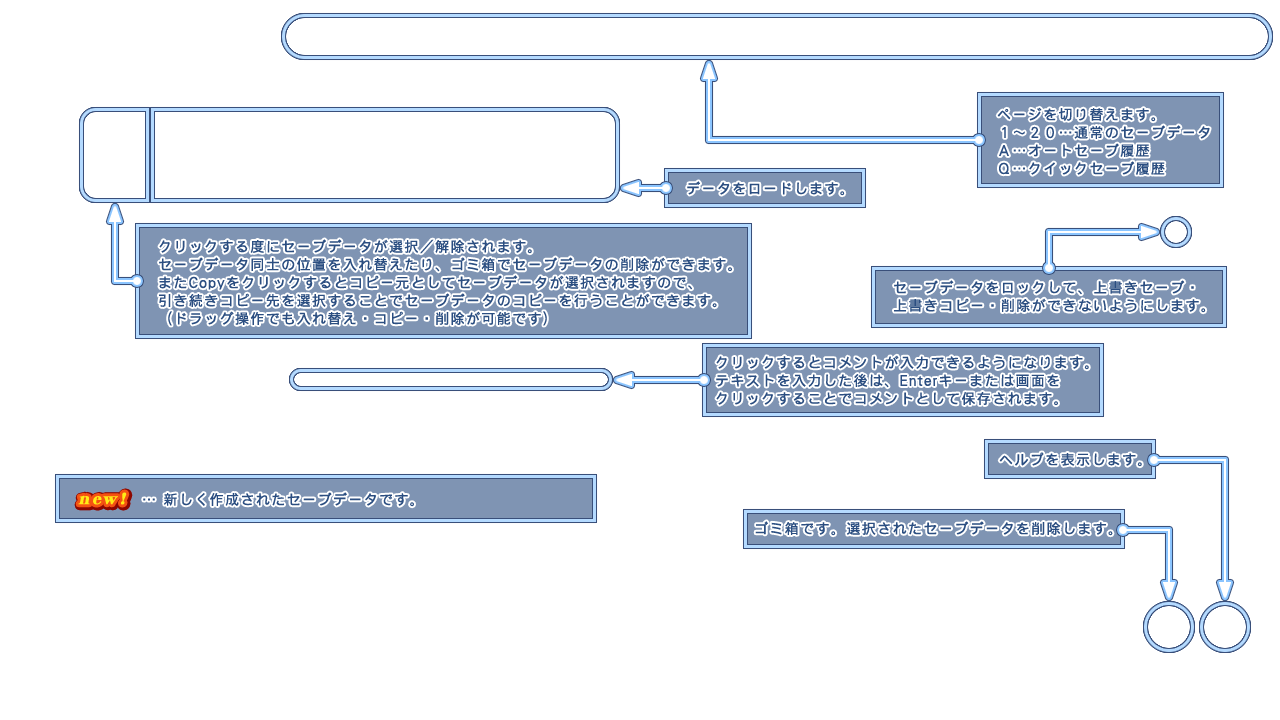 ページを切り替えます。
１～２０…通常のセーブデータ
Ａ…オートセーブ履歴
Ｑ…クイックセーブ履歴
データをロードします。
クリックする度にセーブデータが選択／解除されます。
セーブデータ同士の位置を入れ替えたり、ゴミ箱でセーブデータの削除ができます。
またCopyをクリックするとコピー元としてセーブデータが選択されますので、
引き続きコピー先を選択することでセーブデータのコピーを行うことができます。
（ドラッグ操作でも入れ替え・コピー・削除が可能です）
セーブデータをロックして、上書きセーブ・
上書きコピー・削除ができないようにします。
クリックするとコメントが入力できるようになります。
テキストを入力した後は、Enterキーまたは画面を
クリックすることでコメントとして保存されます。
ヘルプを表示します。
new! … 新しく作成されたセーブデータです。
ゴミ箱です。選択されたセーブデータを削除します。